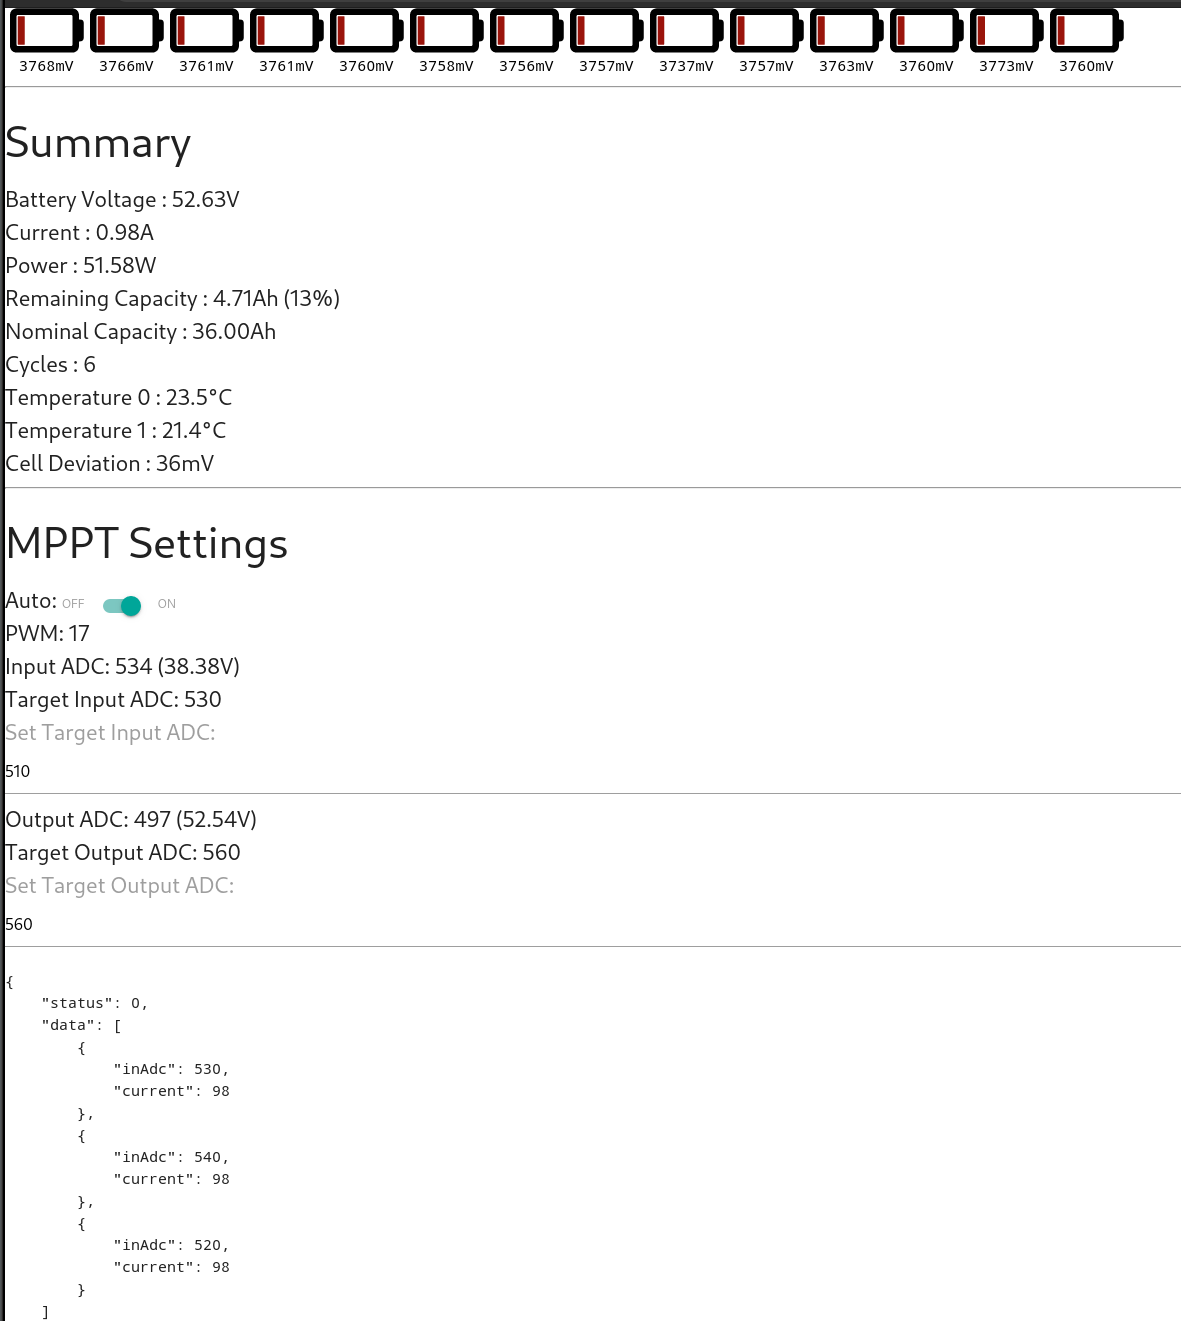 3768mV 3766mV 3761mV 3761mV 3760mV 3758mV 3756mV 3757mV 3737mV 3757mV 3763mV 3760mV 3773mV 3760mV
Summary
Battery Voltage : 52.63V
Current : 0.98A
Power : 51.58W
Remaining Capacity : 4.71Ah (13%)
Nominal Capacity : 36.00Ah
Cycles : 6
Temperature 0 : 23.5°C
Temperature 1 : 21.4°C
Cell Deviation : 36mV
MPPT Settings
Auto: OFF ON
PWM: 17
Input ADC: 534 (38.38V)
Target Input ADC: 530
Set Target Input ADC:
510
Output ADC: 497 (52.54V)
Target Output ADC: 560
Set Target Output ADC:
560
{
    "status": 0,
    "data": [
        {
            "inAdc": 530,
            "current": 98
        },
        {
            "inAdc": 540,
            "current": 98
        },
        {
            "inAdc": 520,
            "current": 98
        }
    ]